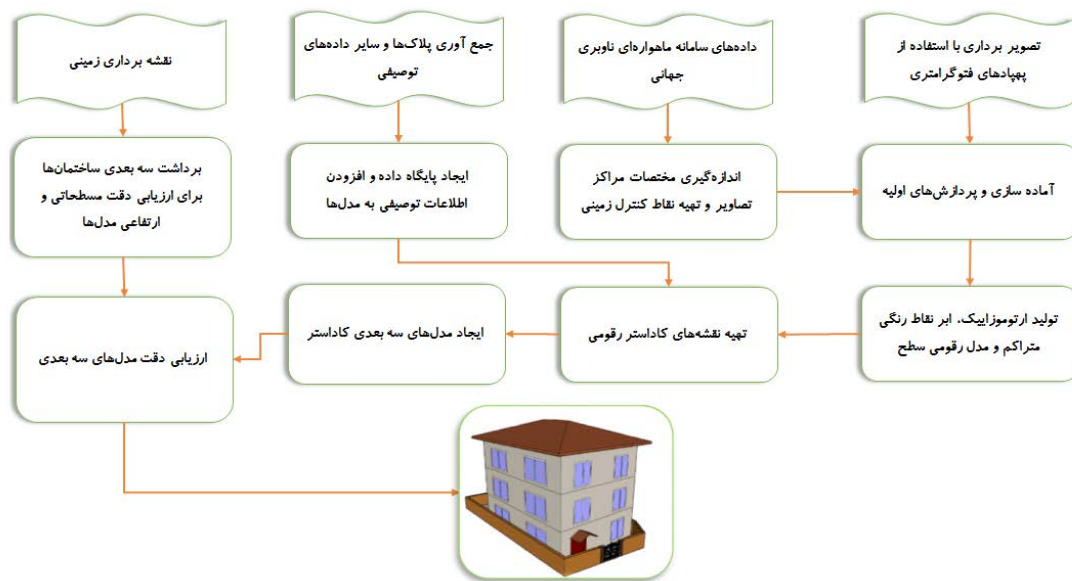 تصویر برداری با استفاده از
پهپادهای فتوگرامتری
داده‌های سامانه ماهواره‌ای ناوبری
جهانی
جمع آوری پلاک‌ها و سایر داده‌های
توصیفی
نقشه برداری زمینی
آماده سازی و پردازش‌های اولیه
اندازه‌گیری مختصات مراکز
تصاویر و تهیه نقاط کنترل زمینی
ایجاد پایگاه داده و افزودن
اطلاعات توصیفی به مدل‌ها
برداشت سه بعدی ساختمان‌ها
برای ارزیابی دقت مسطحاتی و
ارتفاعی مدل‌ها
تولید ارتوموزاییک، ابر نقاط رنگی
متراکم و مدل رقومی سطح
تهیه نقشه‌های کاداستر رقومی
ایجاد مدل‌های سه بعدی کاداستر
ارزیابی دقت مدل‌های سه بعدی